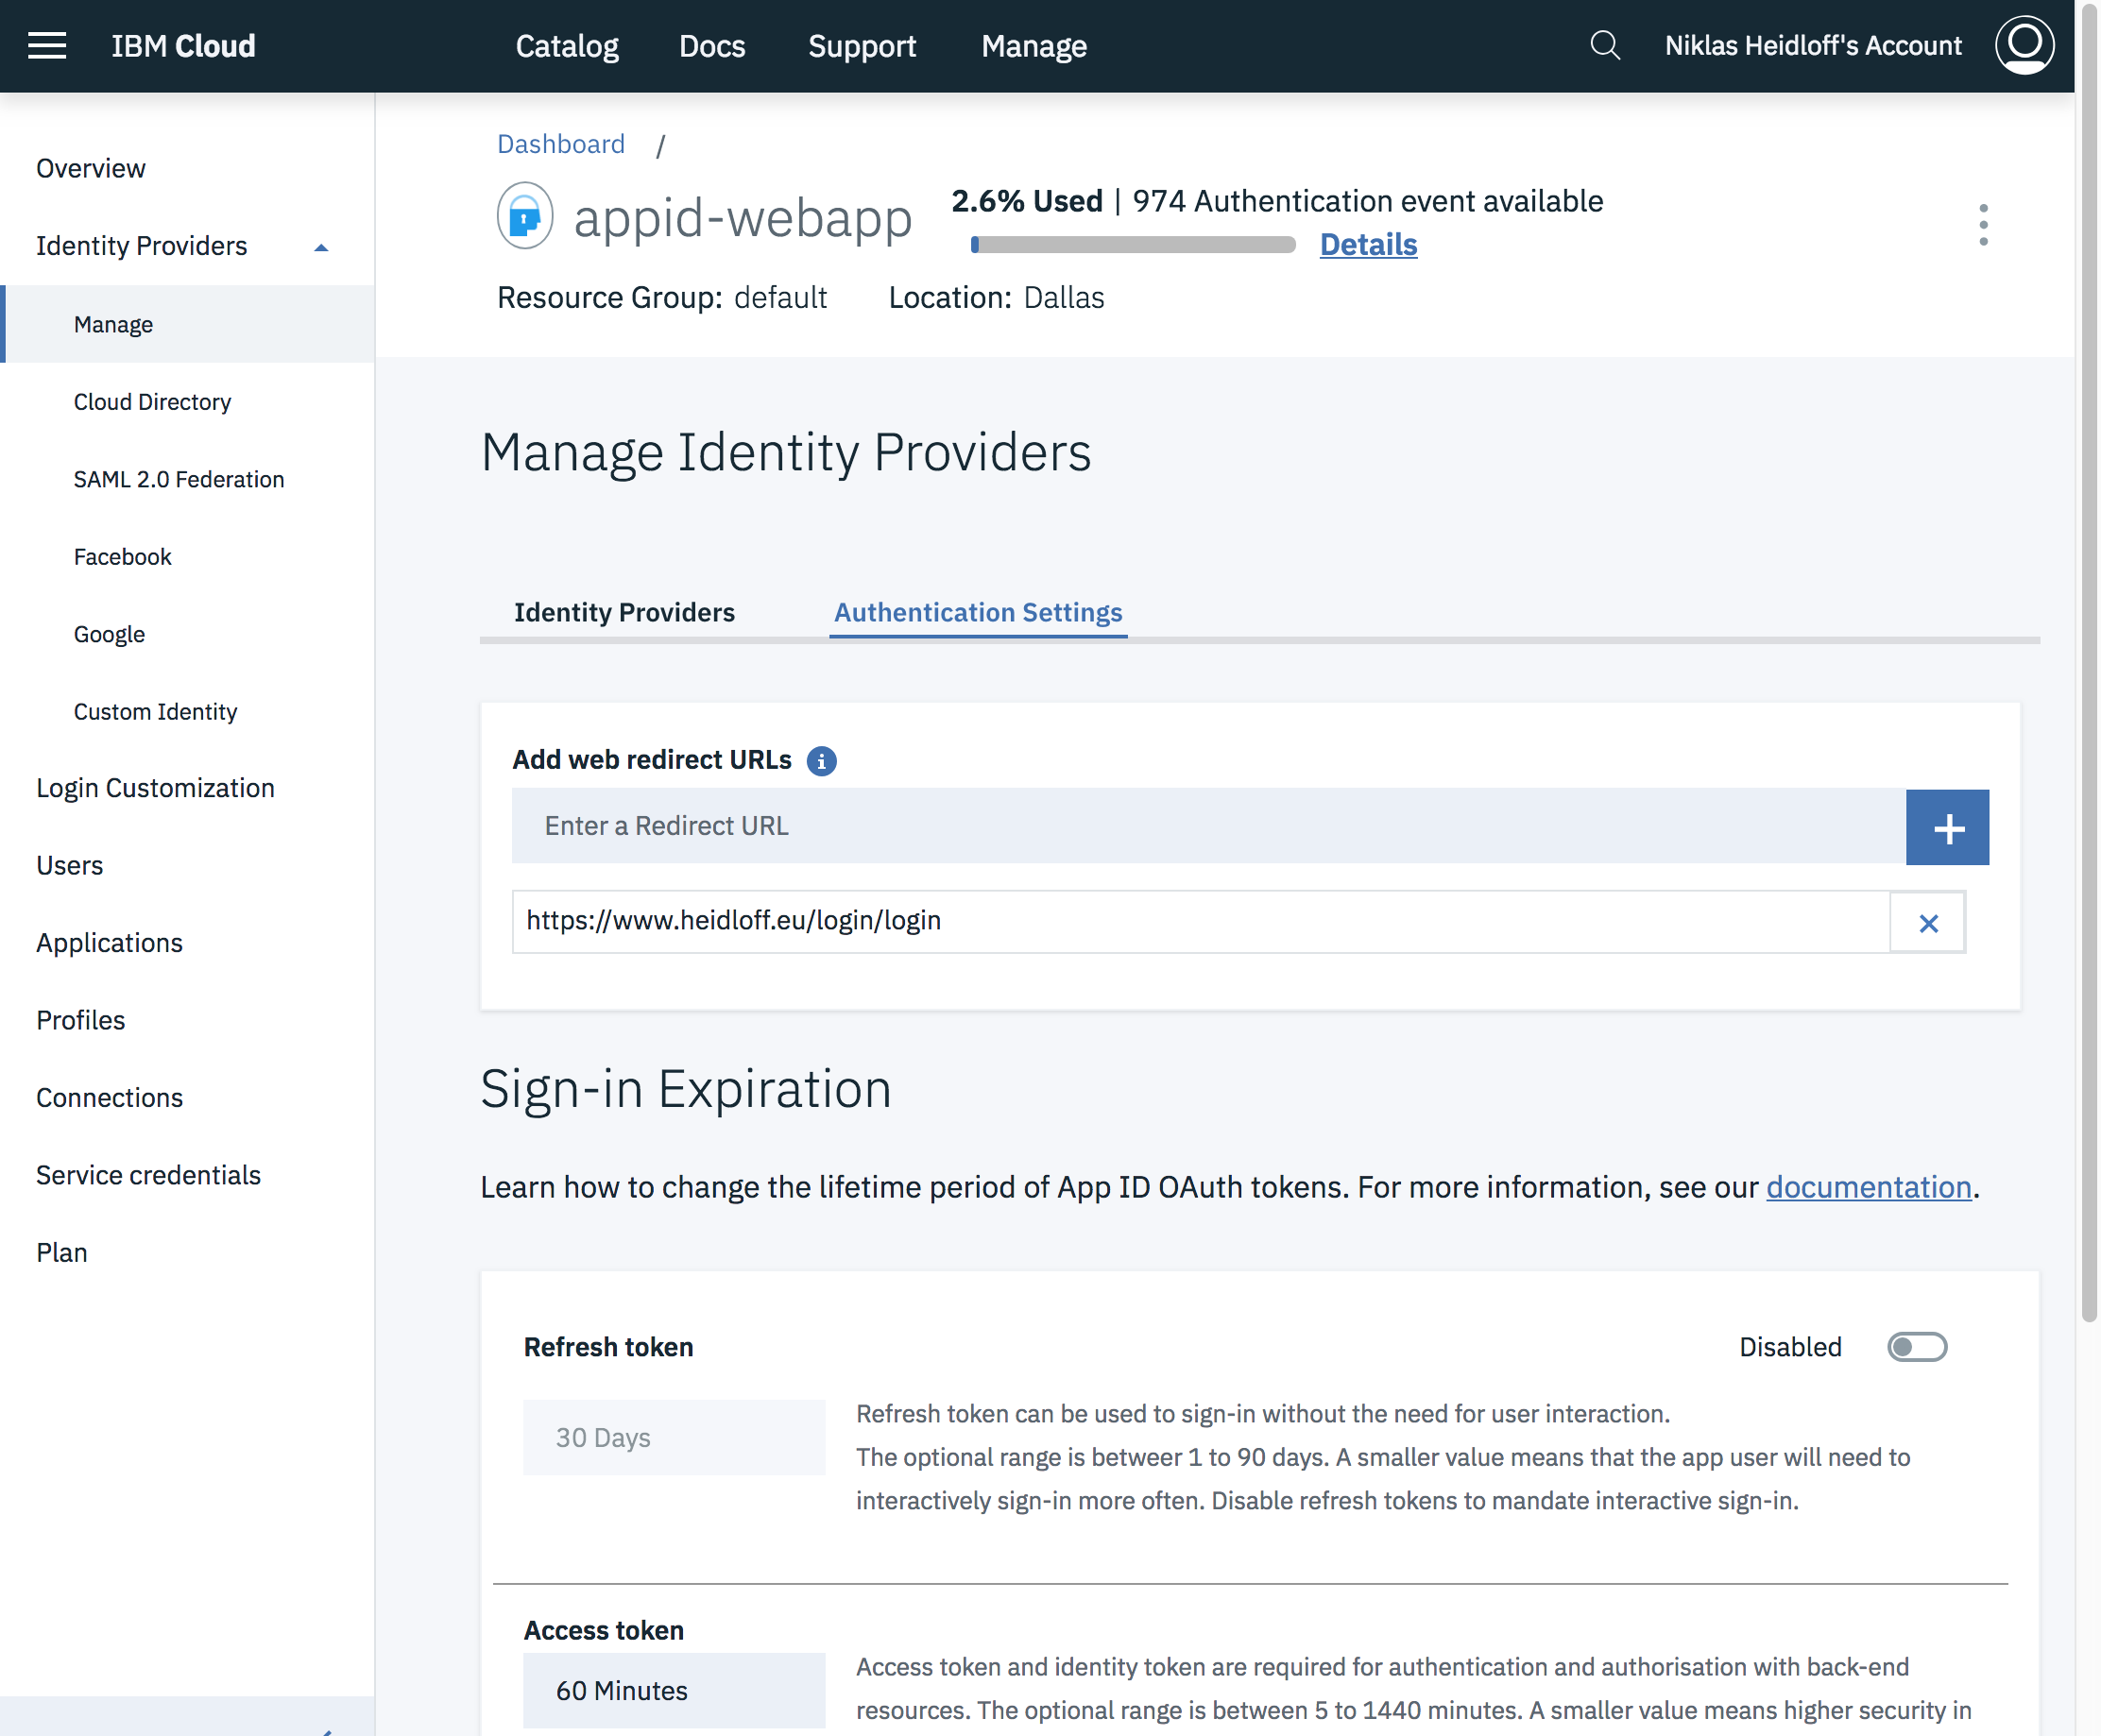 IBM Cloud
Catalog Docs Support Manage
Niklas Heidloff's Account
Overview
Identity Providers
Manage
Cloud Directory
SAML 2.0 Federation
Facebook
Google
Custom Identity
Login Customization
Users
Applications
Profiles
Connections
Service credentials
Plan
Dashboard /
appid-webapp
2.6% Used | 974 Authentication event available
Details
Resource Group: default Location: Dallas
Manage Identity Providers
Identity Providers Authentication Settings
Add web redirect URLs
Enter a Redirect URL
https://www.heidloff.eu/login/login
Sign-in Expiration
Learn how to change the lifetime period of App ID OAuth tokens. For more information, see our documentation.
Refresh token
Disabled
30 Days
Refresh token can be used to sign-in without the need for user interaction.
The optional range is betweer 1 to 90 days. A smaller value means that the app user will need to
interactively sign-in more often. Disable refresh tokens to mandate interactive sign-in.
Access token
60 Minutes
Access token and identity token are required for authentication and authorisation with back-end
resources. The optional range is between 5 to 1440 minutes. A smaller value means higher security in